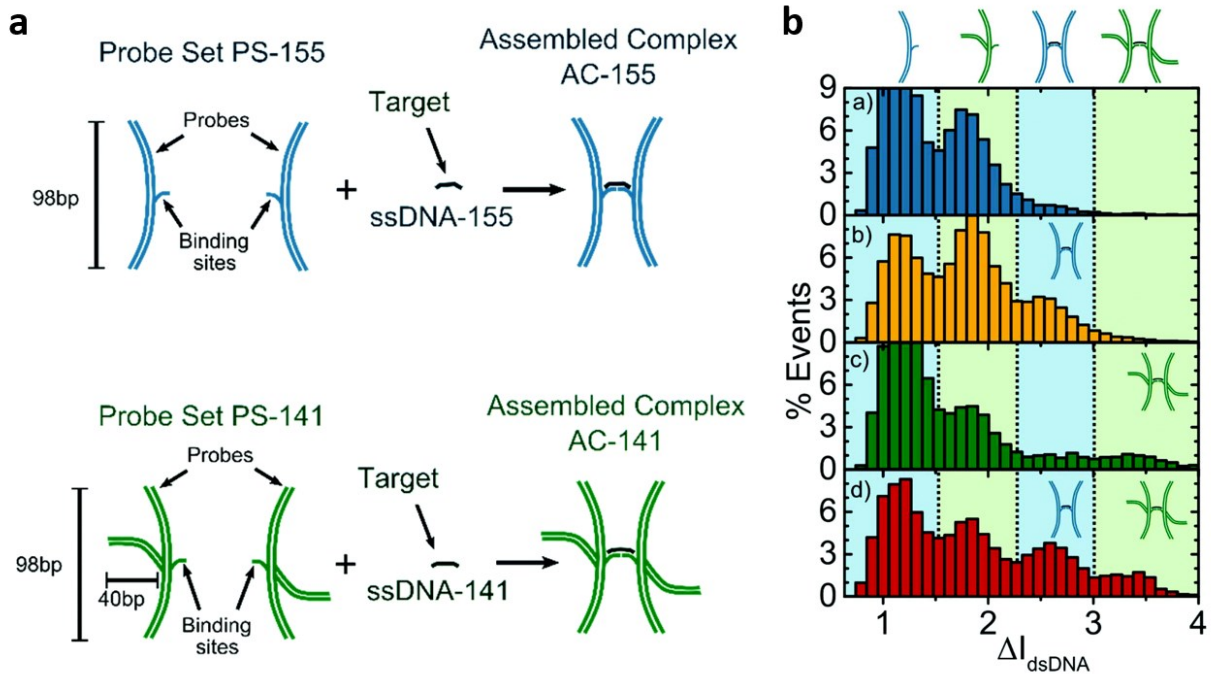 a
Probe Set PS-155
Assembled Complex
AC-155
Target
Probes
98bp
+
ssDNA-155
Binding
sites
Probe Set PS-141
Assembled Complex
AC-141
Probes
Target
98bp
+
40bp
ssDNA-141
Binding
sites
b
% Events
a)
9
6
3
0
b)
6
3
0
c)
6
3
0
d)
6
3
0
1 2 3 4
ΔI dsDNA